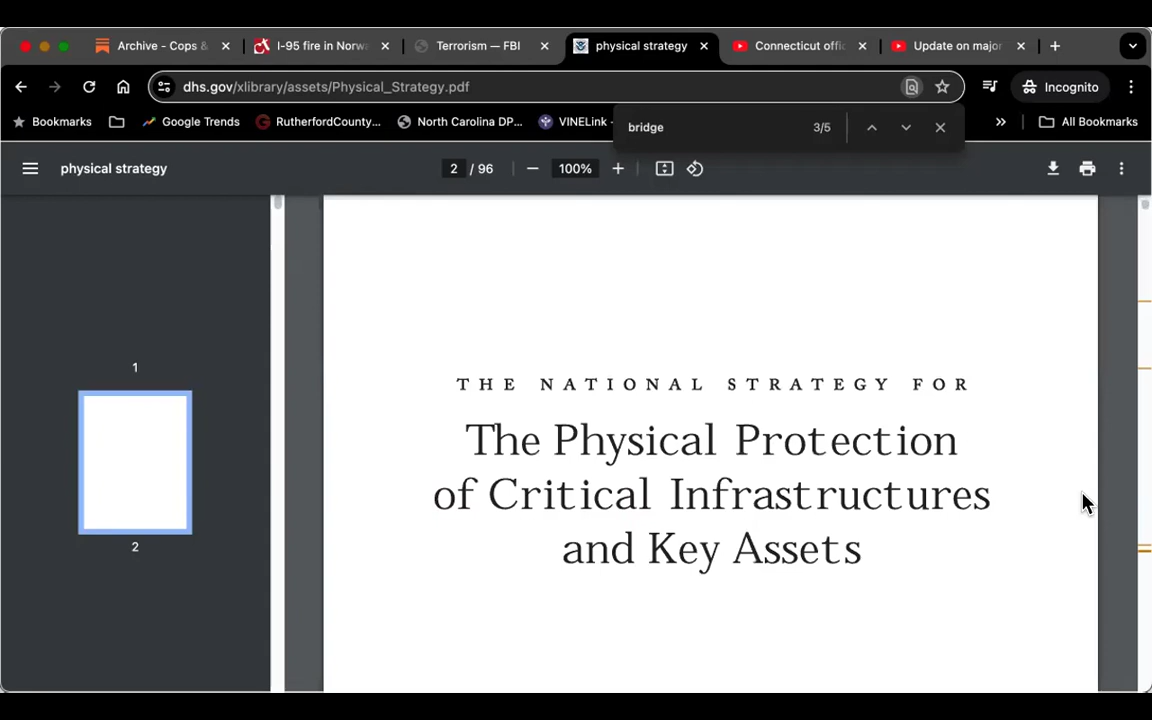 Archive - Cops &
I-95 fire in Norw
Terrorism — FBI
physical strategy
Connecticut offic
Update on major
dhs.gov/xlibrary/assets/Physical_Strategy.pdf
Incognito
Bookmarks
Google Trends
RutherfordCounty...
North Carolina DP...
VINELink -
bridge
3/5
All Bookmarks
physical strategy
2 / 96
100%
1
2
THE NATIONAL STRATEGY FOR
The Physical Protection
of Critical Infrastructures
and Key Assets